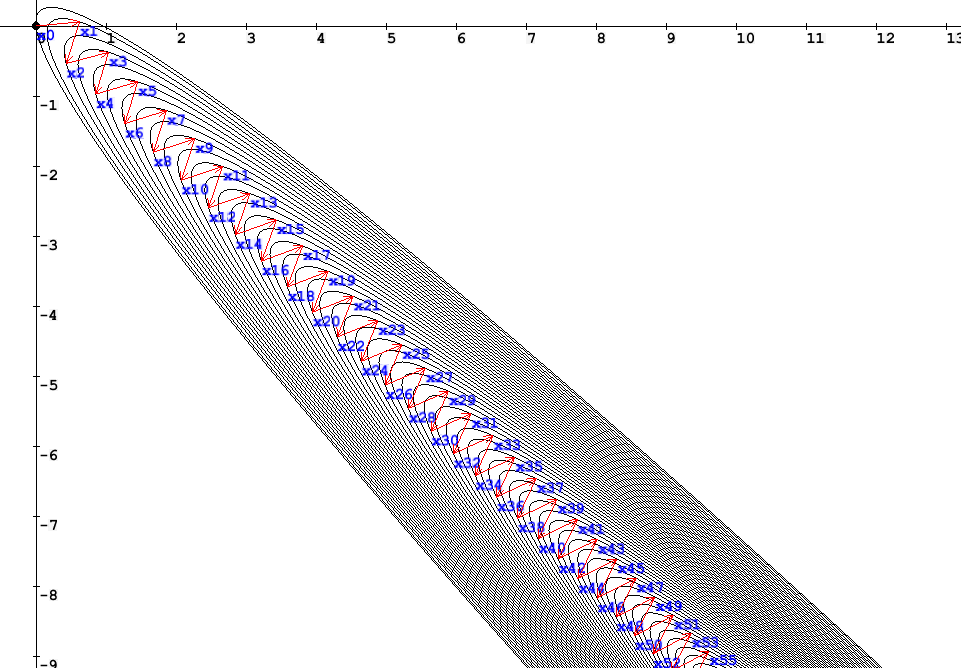 0 1 2 3 4 5 6 7 8 9 10 11 12 13
x0 x1
x2 x3
x4 x5
-1
x6 x7
x8 x9
-2
x10 x11
x12 x13
x14 x15
-3
x16 x17
x18 x19
-4
x20 x21
x22 x23
x24 x25
-5
x26 x27
x28 x29
x30 x31
-6
x32 x33
x34 x35
x36 x37
-7
x38 x39
x40 x41
x42 x43
-8
x44 x45
x46 x47
x48 x49
x50 x51
-9
x52 x53
x55